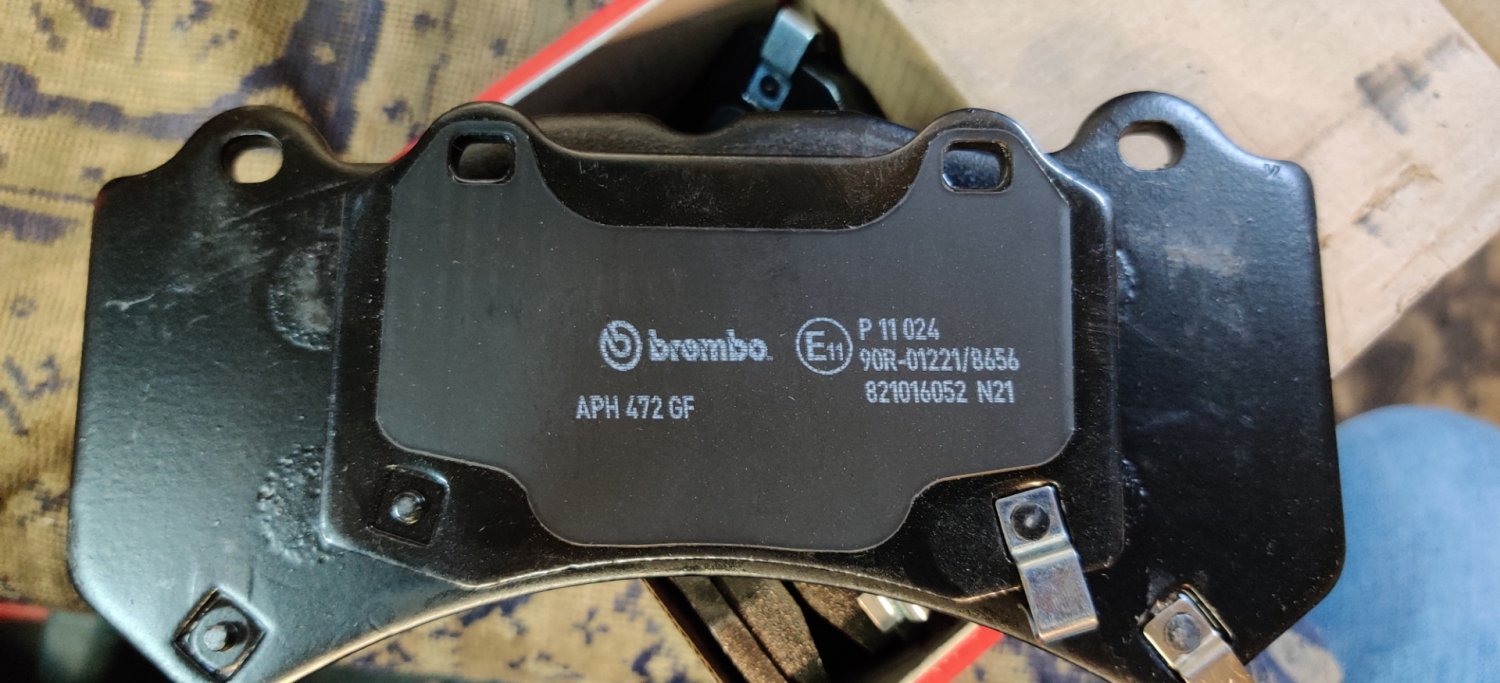 brembo
E11
P 11 024
90R-01221/8656
821016052 N21
APH 472 GF